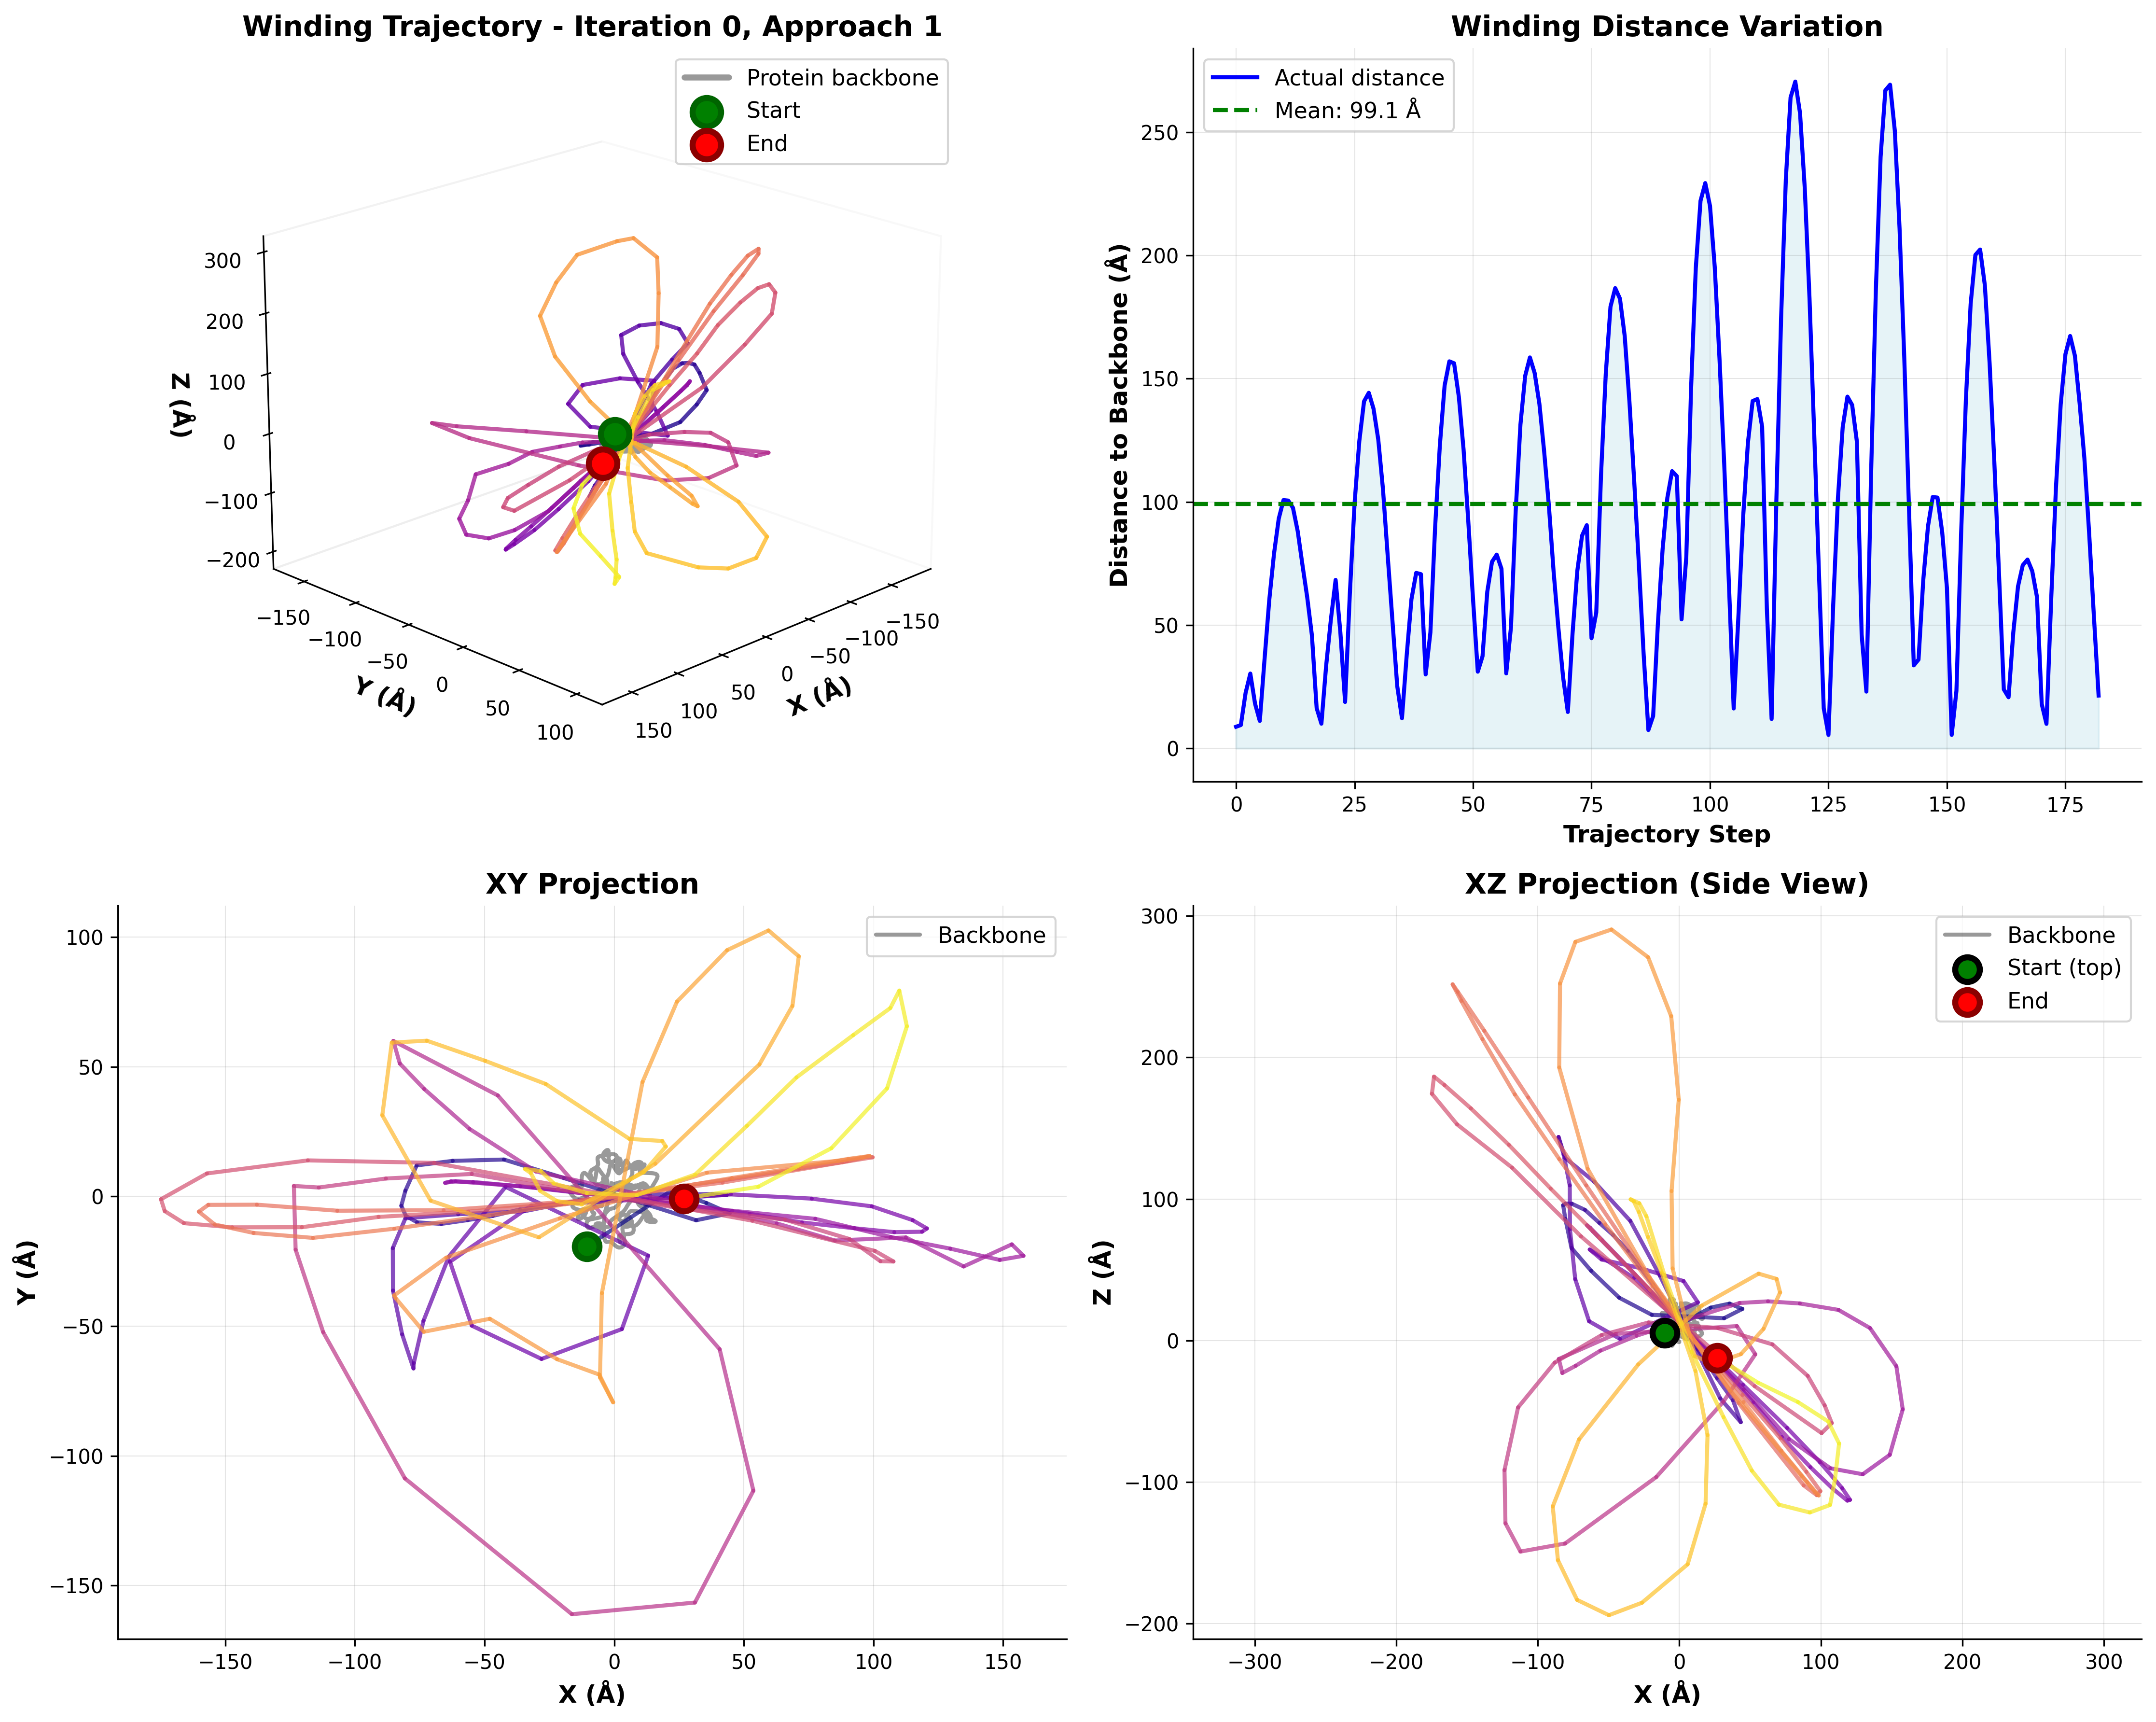 Winding Trajectory - Iteration 0, Approach 1
Protein backbone
Start
End
300
200
100
0
−100
−200
Z (Å)
−150
−100
−50
0
50
100
Y (Å)
150
100
50
0
−50
−100
−150
X (Å)
Winding Distance Variation
Actual distance
Mean: 99.1 Å
250
200
150
100
50
0
Distance to Backbone (Å)
0 25 50 75 100 125 150 175
Trajectory Step
XY Projection
Backbone
100
50
0
−50
−100
−150
Y (Å)
−150 −100 −50 0 50 100 150
X (Å)
XZ Projection (Side View)
Backbone
Start (top)
End
300
200
100
0
−100
−200
Z (Å)
−300 −200 −100 0 100 200 300
X (Å)